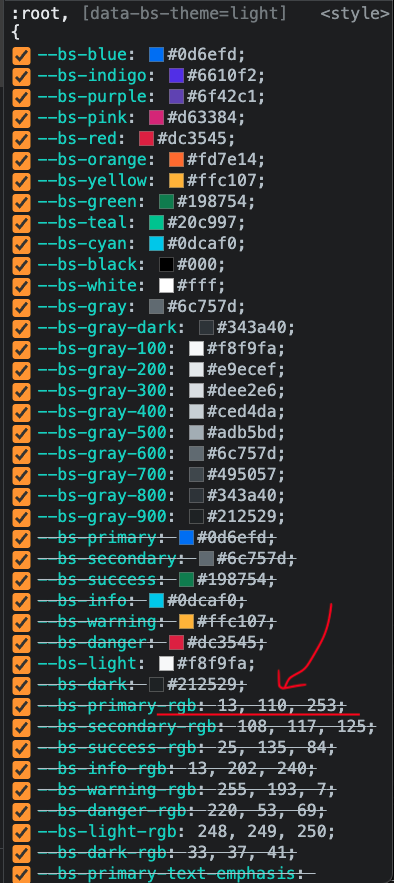 :root, [data-bs-theme=light] <style>
{
--bs-blue: #0d6efd;
--bs-indigo: #6610f2;
--bs-purple: #6f42c1;
--bs-pink: #d63384;
--bs-red: #dc3545;
--bs-orange: #fd7e14;
--bs-yellow: #ffc107;
--bs-green: #198754;
--bs-teal: #20c997;
--bs-cyan: #0dcaf0;
--bs-black: #000;
--bs-white: #fff;
--bs-gray: #6c757d;
--bs-gray-dark: #343a40;
--bs-gray-100: #f8f9fa;
--bs-gray-200: #e9ecef;
--bs-gray-300: #dee2e6;
--bs-gray-400: #ced4da;
--bs-gray-500: #adb5bd;
--bs-gray-600: #6c757d;
--bs-gray-700: #495057;
--bs-gray-800: #343a40;
--bs-gray-900: #212529;
--bs-primary: #0d6efd;
--bs-secondary: #6c757d;
--bs-success: #198754;
--bs-info: #0dcaf0;
--bs-warning: #ffc107;
--bs-danger: #dc3545;
--bs-light: #f8f9fa;
--bs-dark: #212529;
--bs-primary-rgb: 13, 110, 253;
--bs-secondary-rgb: 108, 117, 125;
--bs-success-rgb: 25, 135, 84;
--bs-info-rgb: 13, 202, 240;
--bs-warning-rgb: 255, 193, 7;
--bs-danger-rgb: 220, 53, 69;
--bs-light-rgb: 248, 249, 250;
--bs-dark-rgb: 33, 37, 41;
--bs-primary-text-emphasis: